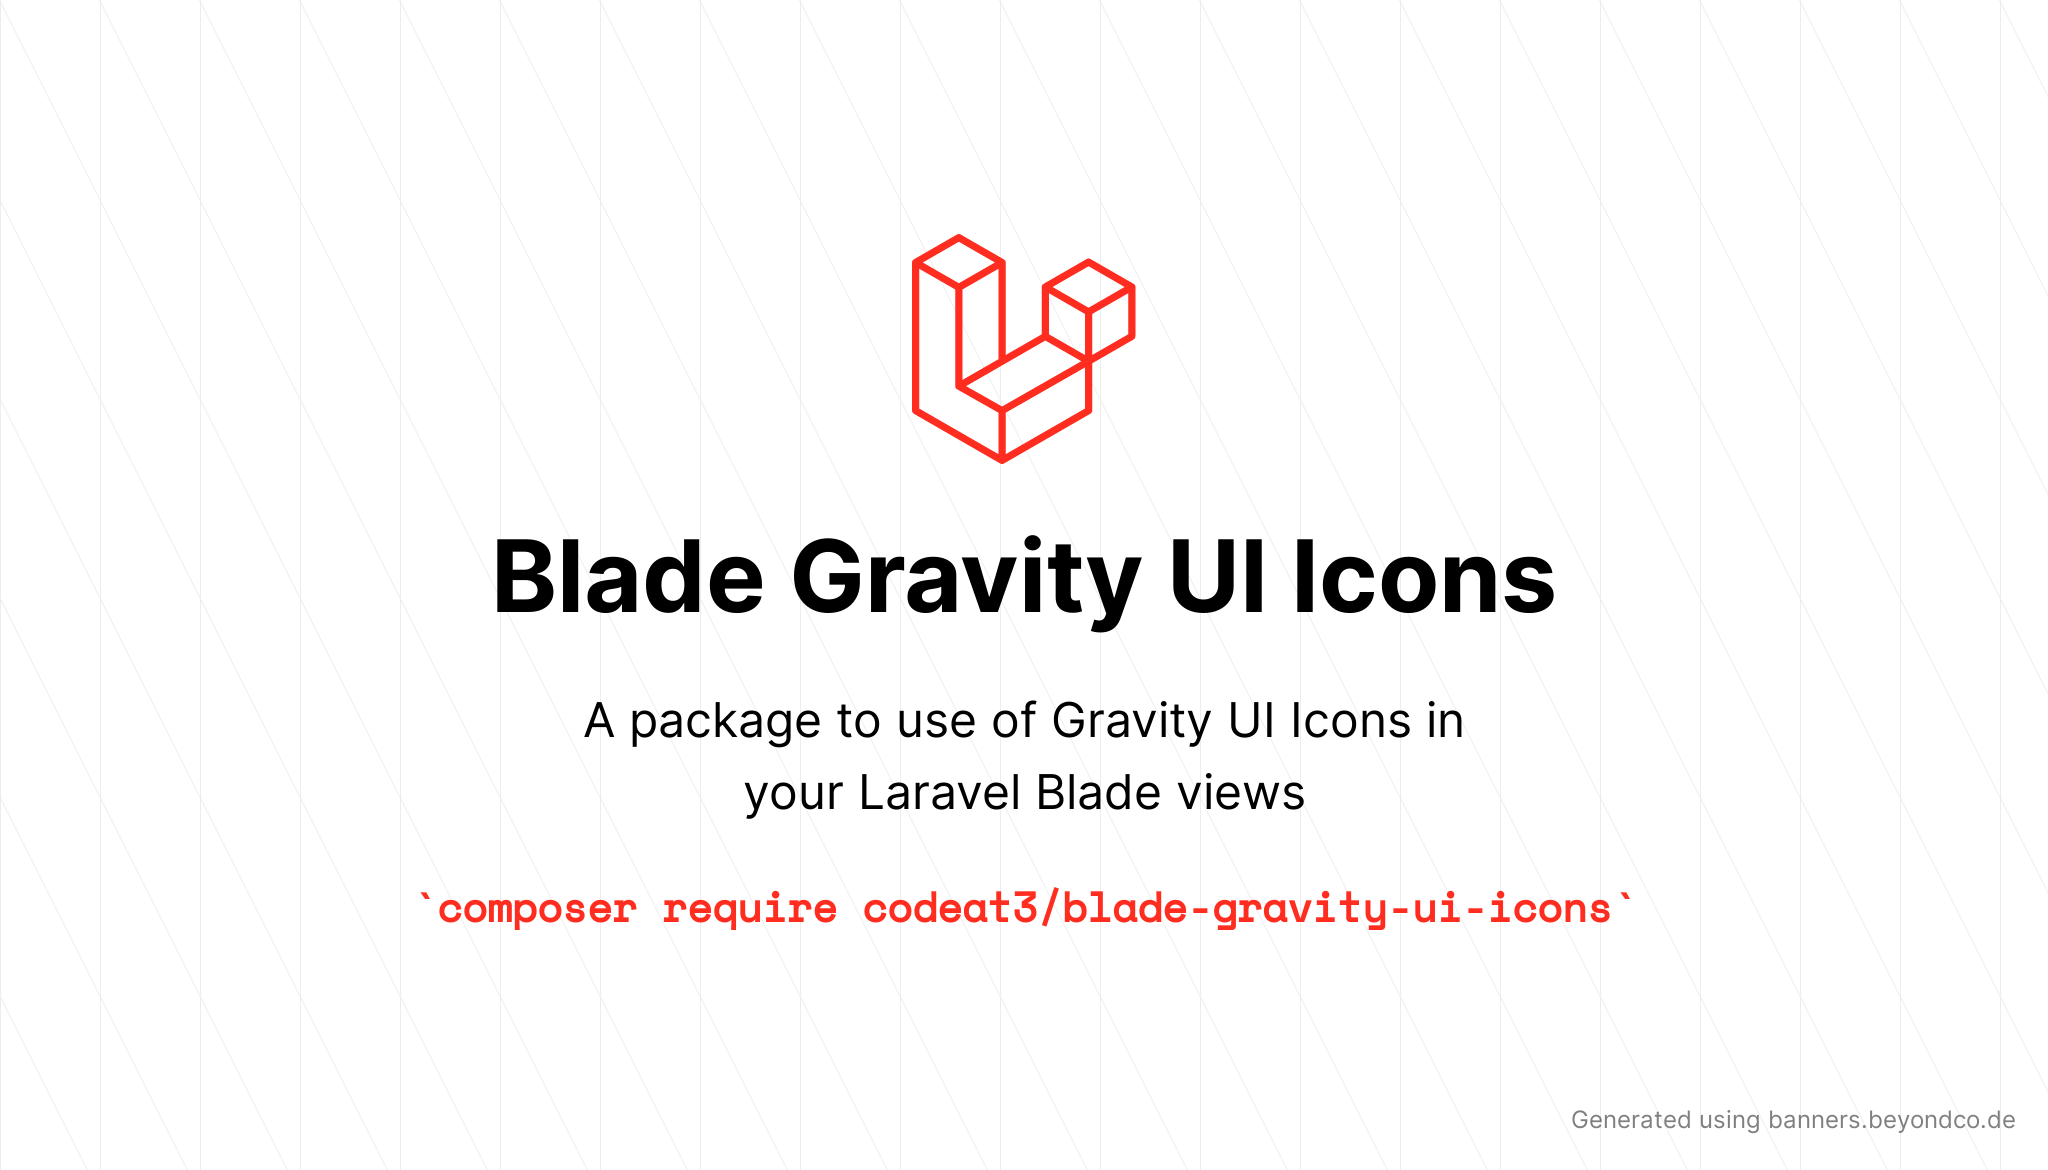 Blade Gravity UI Icons
A package to use of Gravity UI Icons in
your Laravel Blade views
`composer require codeat3/blade-gravity-ui-icons`
Generated using banners.beyondco.de